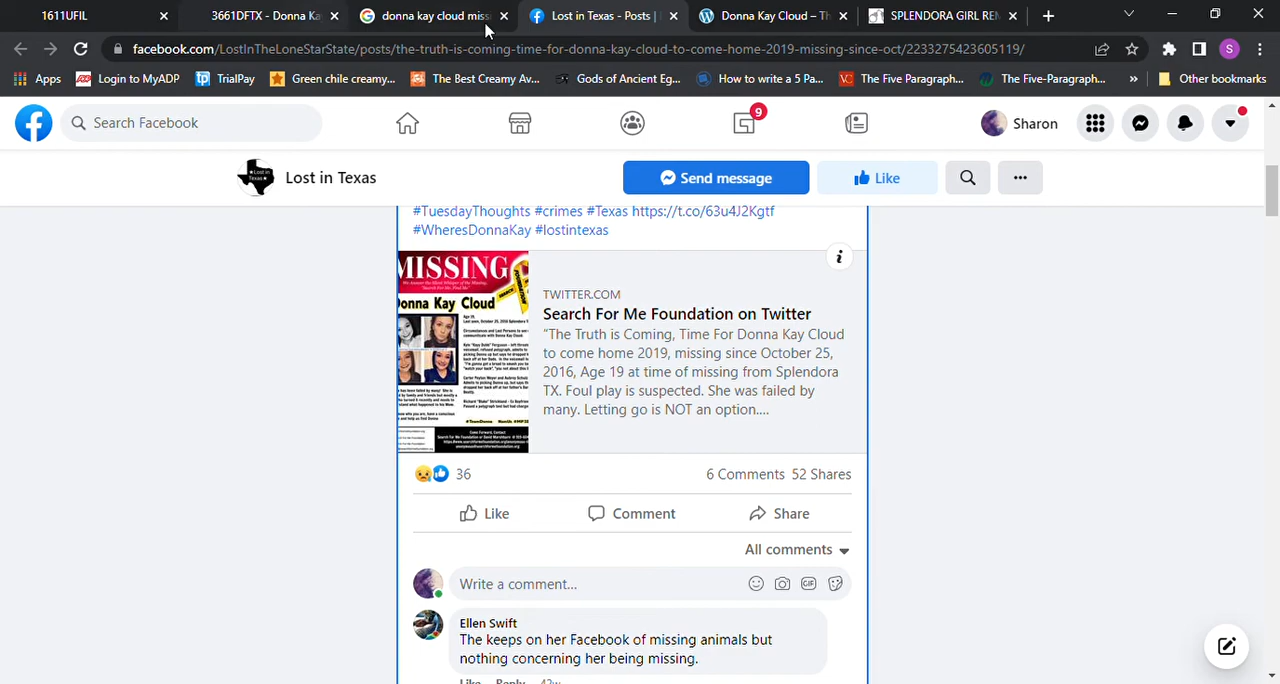 1611UFIL
3661DFTX - Donna Ka
donna kay cloud miss
Lost in Texas - Posts |
Donna Kay Cloud – Th
SPLENDORA GIRL REM
facebook.com/LostInTheLoneStarState/posts/the-truth-is-coming-time-for-donna-kay-cloud-to-come-home-2019-missing-since-oct/2233275423605119/
S
Apps
Login to MyADP
TrialPay
Green chile creamy...
The Best Creamy Av...
Gods of Ancient Eg...
How to write a 5 Pa...
The Five Paragraph...
The Five-Paragraph...
»
Other bookmarks
Search Facebook
9
Sharon
Lost in Texas
Send message
Like
#TuesdayThoughts #crimes #Texas https://t.co/63u4J2Kgtf
#WheresDonnaKay #lostintexas
MISSING
Donna Kay Cloud
TWITTER.COM
Search For Me Foundation on Twitter
"The Truth is Coming, Time For Donna Kay Cloud
to come home 2019, missing since October 25,
2016, Age 19 at time of missing from Splendora
TX. Foul play is suspected. She was failed by
many. Letting go is NOT an option....
36
6 Comments 52 Shares
Like
Comment
Share
All comments
Write a comment...
GIF
Ellen Swift
The keeps on her Facebook of missing animals but
nothing concerning her being missing.
Like Reply 42w